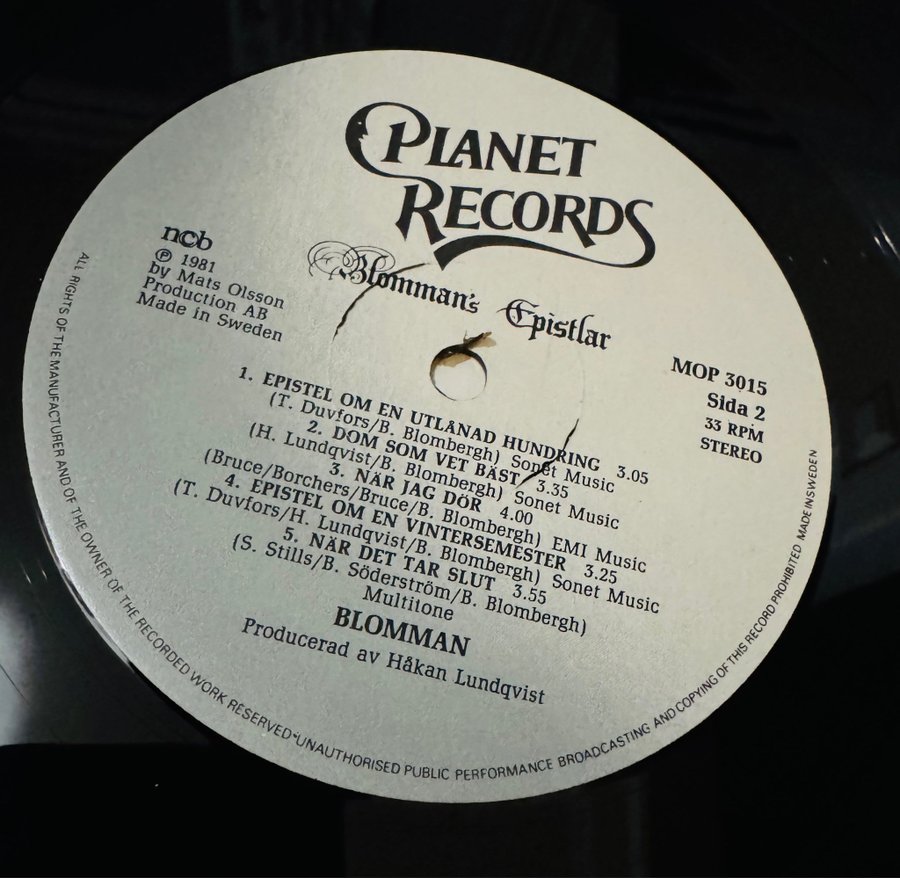 PLANET
RECORDS
Blomman's Epistlar
ncb
℗ 1981
by Mats Olsson
Production AB
Made in Sweden
MOP 3015
Sida 2
33 RPM
STEREO
1. EPISTEL OM EN UTLÅNAD HUNDRING 3.05
(T. Duvfors/B. Blombergh) Sonet Music
2. DOM SOM VET BÄST 3.35
(H. Lundqvist/B. Blombergh) Sonet Music
3. NÄR JAG DÖR 4.00
(Bruce/Borchers/Bruce/B. Blombergh) EMI Music
4. EPISTEL OM EN VINTERSEMESTER 3.25
(T. Duvfors/H. Lundqvist/B. Blombergh) Sonet Music
5. NÄR DET TAR SLUT 3.55
(S. Stills/B. Söderström/B. Blombergh)
Multitone
BLOMMAN
Producerad av Håkan Lundqvist
ALL RIGHTS OF THE MANUFACTURER AND OF THE OWNER OF THE RECORDED WORK RESERVED•UNAUTHORISED PUBLIC PERFORMANCE BROADCASTING AND COPYING OF THIS RECORD PROHIBITED MADE IN SWEDEN